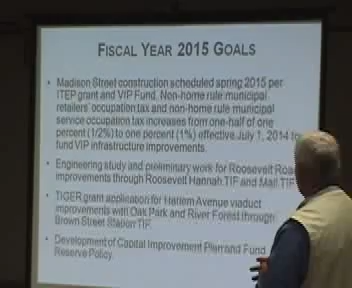 FISCAL YEAR 2015 GOALS
• Madison Street construction scheduled spring 2015 per
ITEP grant and VIP Fund. Non-home rule municipal
retailers' occupation tax and non-home rule municipal
service occupation tax increases from one-half of one
percent (1/2%) to one percent (1%) effective July 1, 2014 to
fund VIP infrastructure improvements.
• Engineering study and preliminary work for Roosevelt Road
improvements through Roosevelt Hannah TIF and Mall TIF
• TIGER grant application for Harlem Avenue viaduct
improvements with Oak Park and River Forest through
Brown Street Station TIF.
• Development of Capital Improvement Plan and Fund
Reserve Policy.